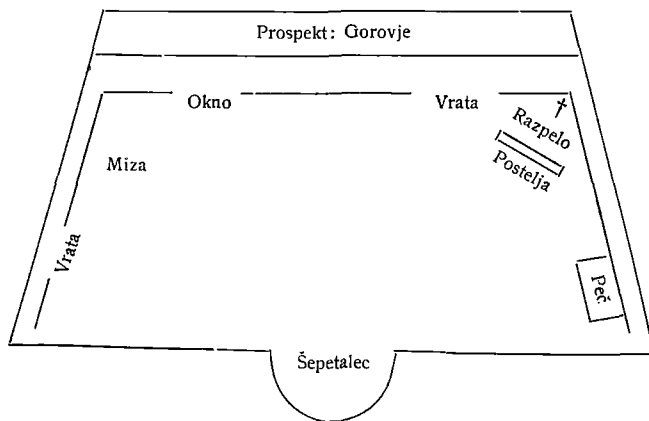 Prospekt: Gorovje
Okno
Vrata
Razpelo
Postelja
Miza
Vrata
Peč
Šepetalec